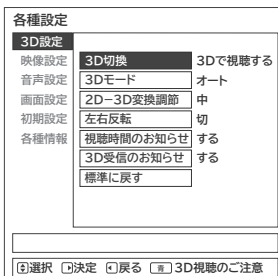 各種設定
3D設定
映像設定 3D切換 3Dで視聴する
音声設定 3Dモード オート
画面設定 2D－3D変換調節 中
初期設定 左右反転 切
各種情報 視聴時間のお知らせ する
3D受信のお知らせ する
標準に戻す
選択 決定 戻る 青 3D視聴のご注意